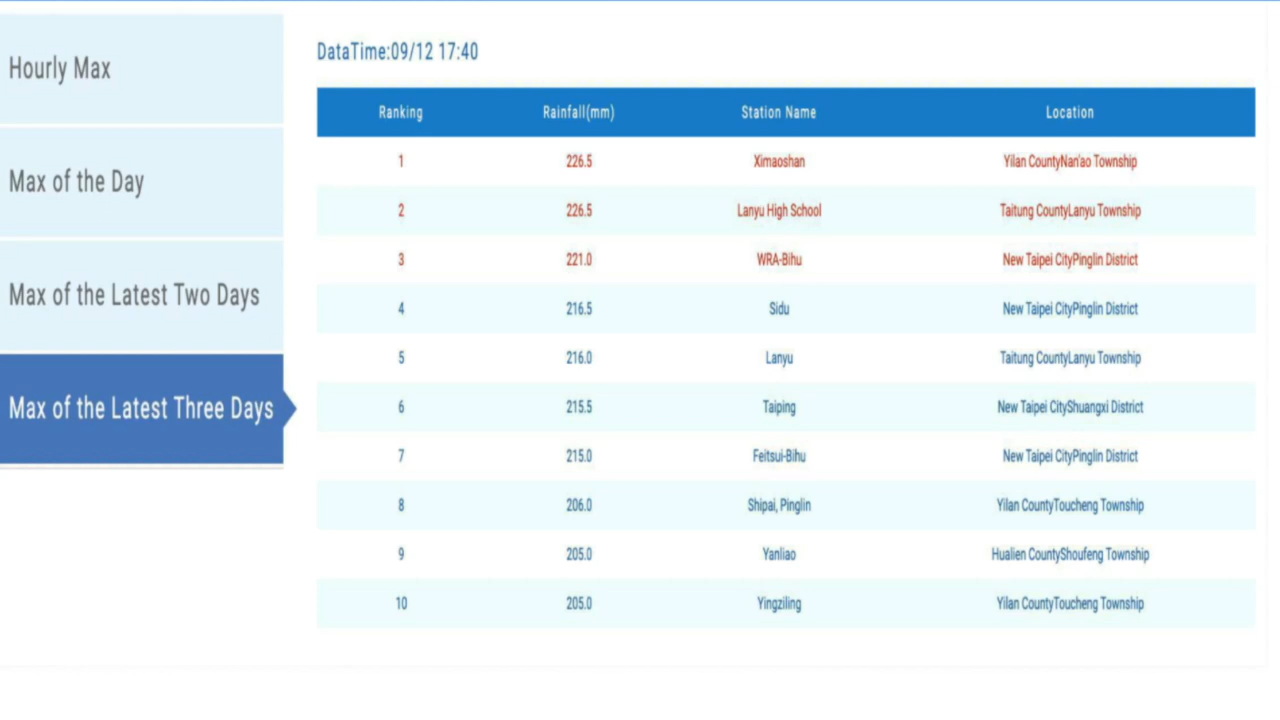 Hourly Max
Max of the Day
Max of the Latest Two Days
Max of the Latest Three Days
DataTime:09/12 17:40
Ranking Rainfall(mm) Station Name Location
1 226.5 Ximaoshan Yilan CountyNan'ao Township
2 226.5 Lanyu High School Taitung CountyLanyu Township
3 221.0 WRA-Bihu New Taipei CityPinglin District
4 216.5 Sidu New Taipei CityPinglin District
5 216.0 Lanyu Taitung CountyLanyu Township
6 215.5 Taiping New Taipei CityShuangxi District
7 215.0 Feitsui-Bihu New Taipei CityPinglin District
8 206.0 Shipai, Pinglin Yilan CountyToucheng Township
9 205.0 Yanliao Hualien CountyShoufeng Township
10 205.0 Yingziling Yilan CountyToucheng Township